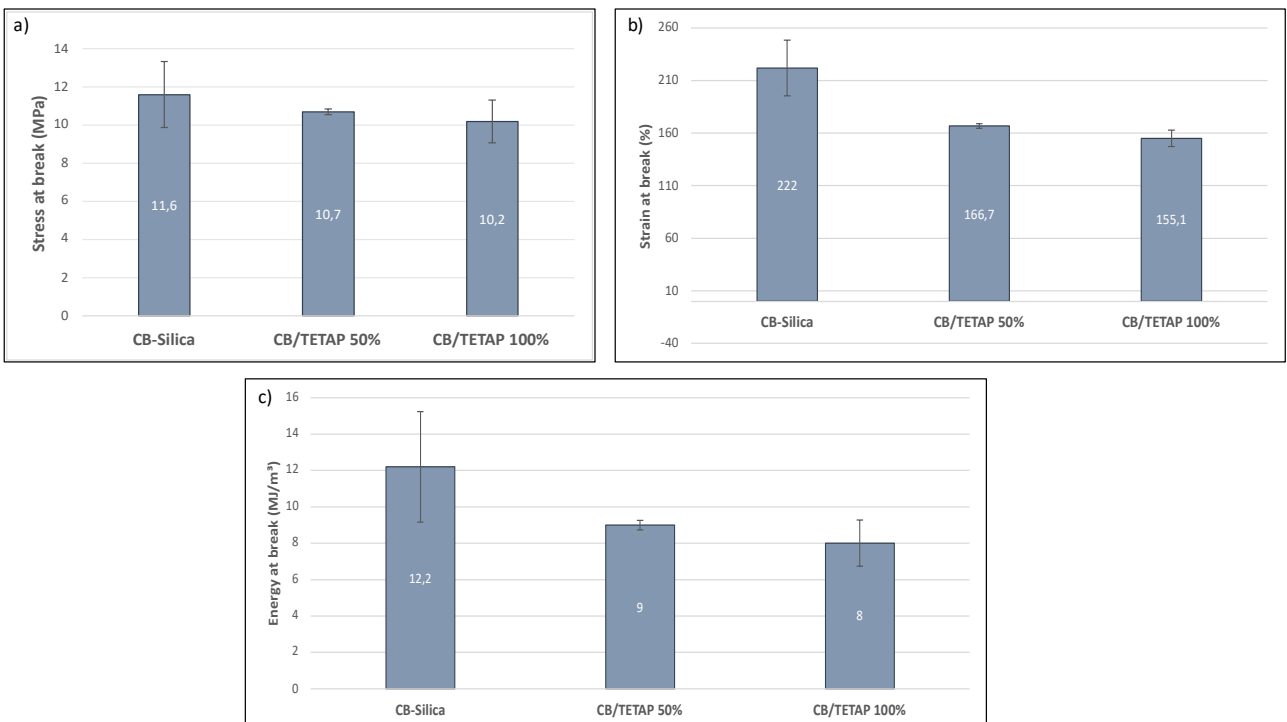 a)
Stress at break (MPa)
14
12
10
8
6
4
2
0
11,6
10,7
10,2
CB-Silica
CB/TETAP 50%
CB/TETAP 100%
b)
Strain at break (%)
260
210
160
110
60
10
-40
222
166,7
155,1
CB-Silica
CB/TETAP 50%
CB/TETAP 100%
c)
Energy at break (MJ/m³)
16
14
12
10
8
6
4
2
0
12,2
9
8
CB-Silica
CB/TETAP 50%
CB/TETAP 100%